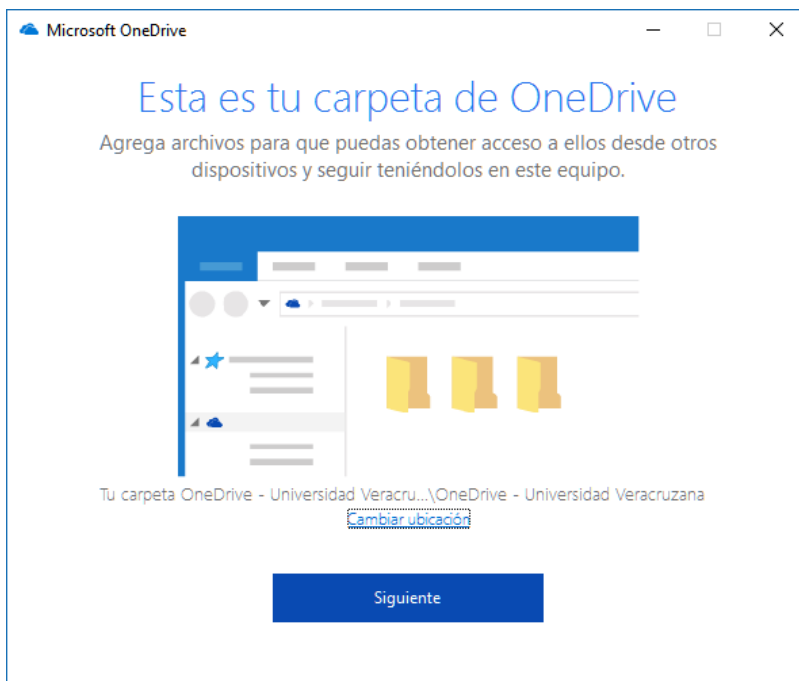 Microsoft OneDrive
Esta es tu carpeta de OneDrive
Agrega archivos para que puedas obtener acceso a ellos desde otros
dispositivos y seguir teniéndolos en este equipo.
Tu carpeta OneDrive - Universidad Veracru...\OneDrive - Universidad Veracruzana
Cambiar ubicación
Siguiente